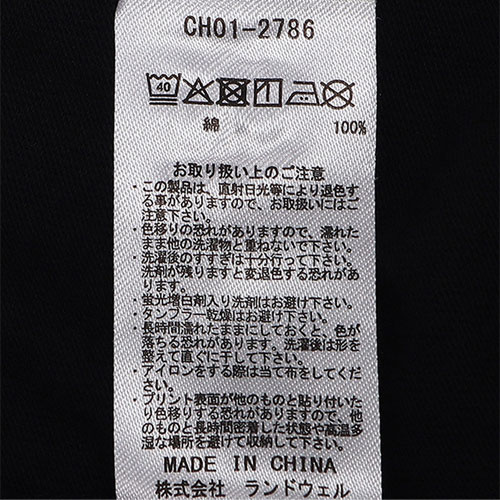 CH01-2786
40
綿 100%
お取り扱い上のご注意
・この製品は、直射日光等により退色す
る事がありますので、お取扱いにはご
注意下さい。
・色移りの恐れがありますので、濡れた
まま他の洗濯物と重ねないで下さい。
・洗濯後のすすぎは十分行って下さい。
洗剤が残りますと変退色する恐れがあ
ります。
・蛍光増白剤入り洗剤はお避け下さい。
・タンブラー乾燥はお避け下さい。
・長時間濡れたままにしておくと、色が
落ちる恐れがあります。洗濯後は形を
整えて直ぐに干して下さい。
・アイロンをする際は当て布をしてくだ
さい。
・プリント表面が他のものと貼り付いた
り色移りする恐れがありますので、他
のものと長時間密着した状態や高温多
湿な場所を避けて収納して下さい。
MADE IN CHINA
株式会社 ランドウェル